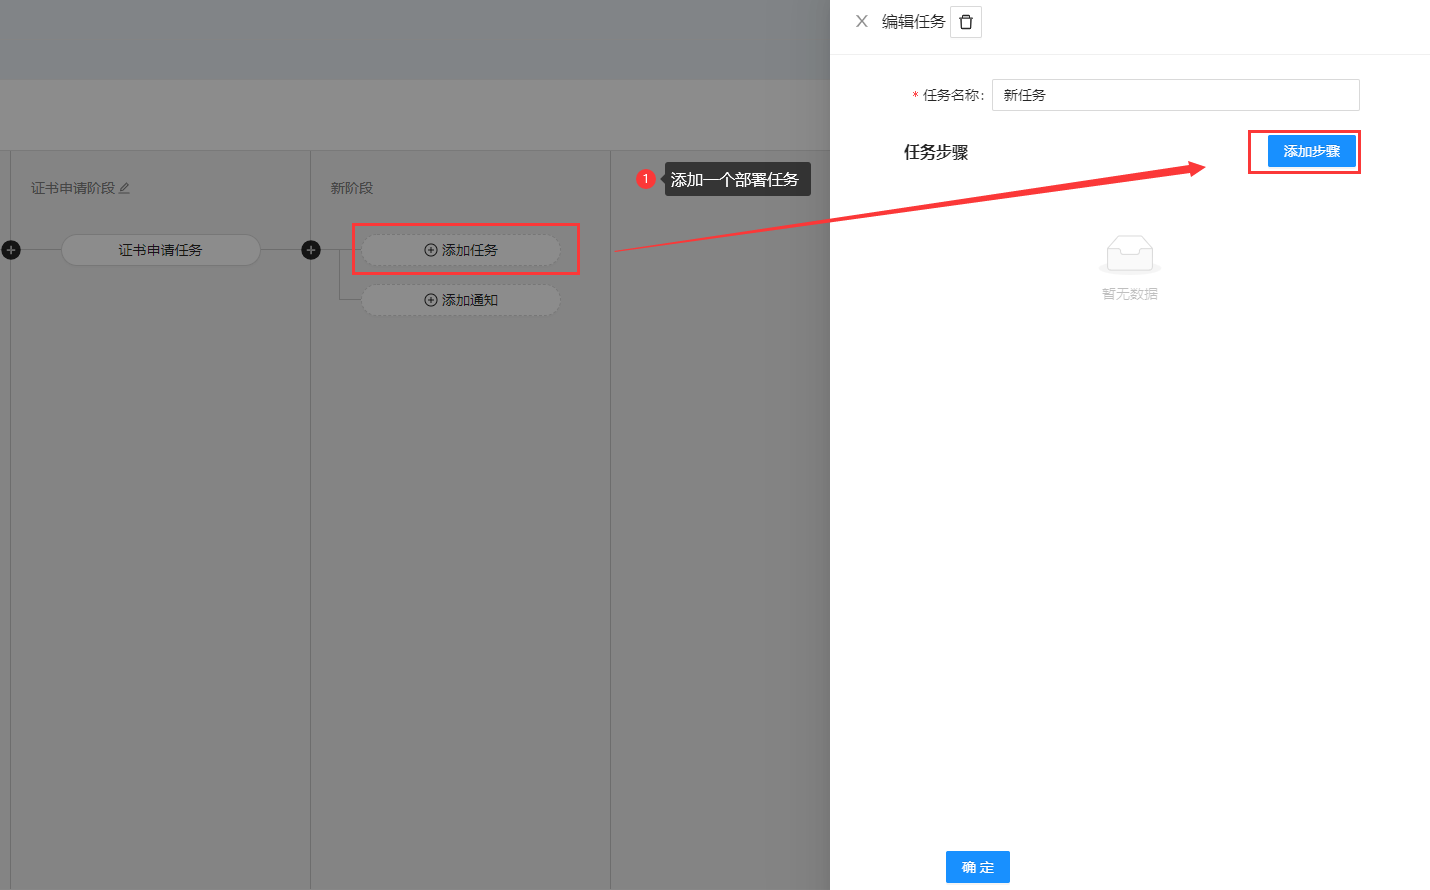 编辑任务
* 任务名称:
新任务
任务步骤
添加步骤
证书申请阶段
新阶段
1
添加一个部署任务
证书申请任务
添加任务
添加通知
暂无数据
确 定